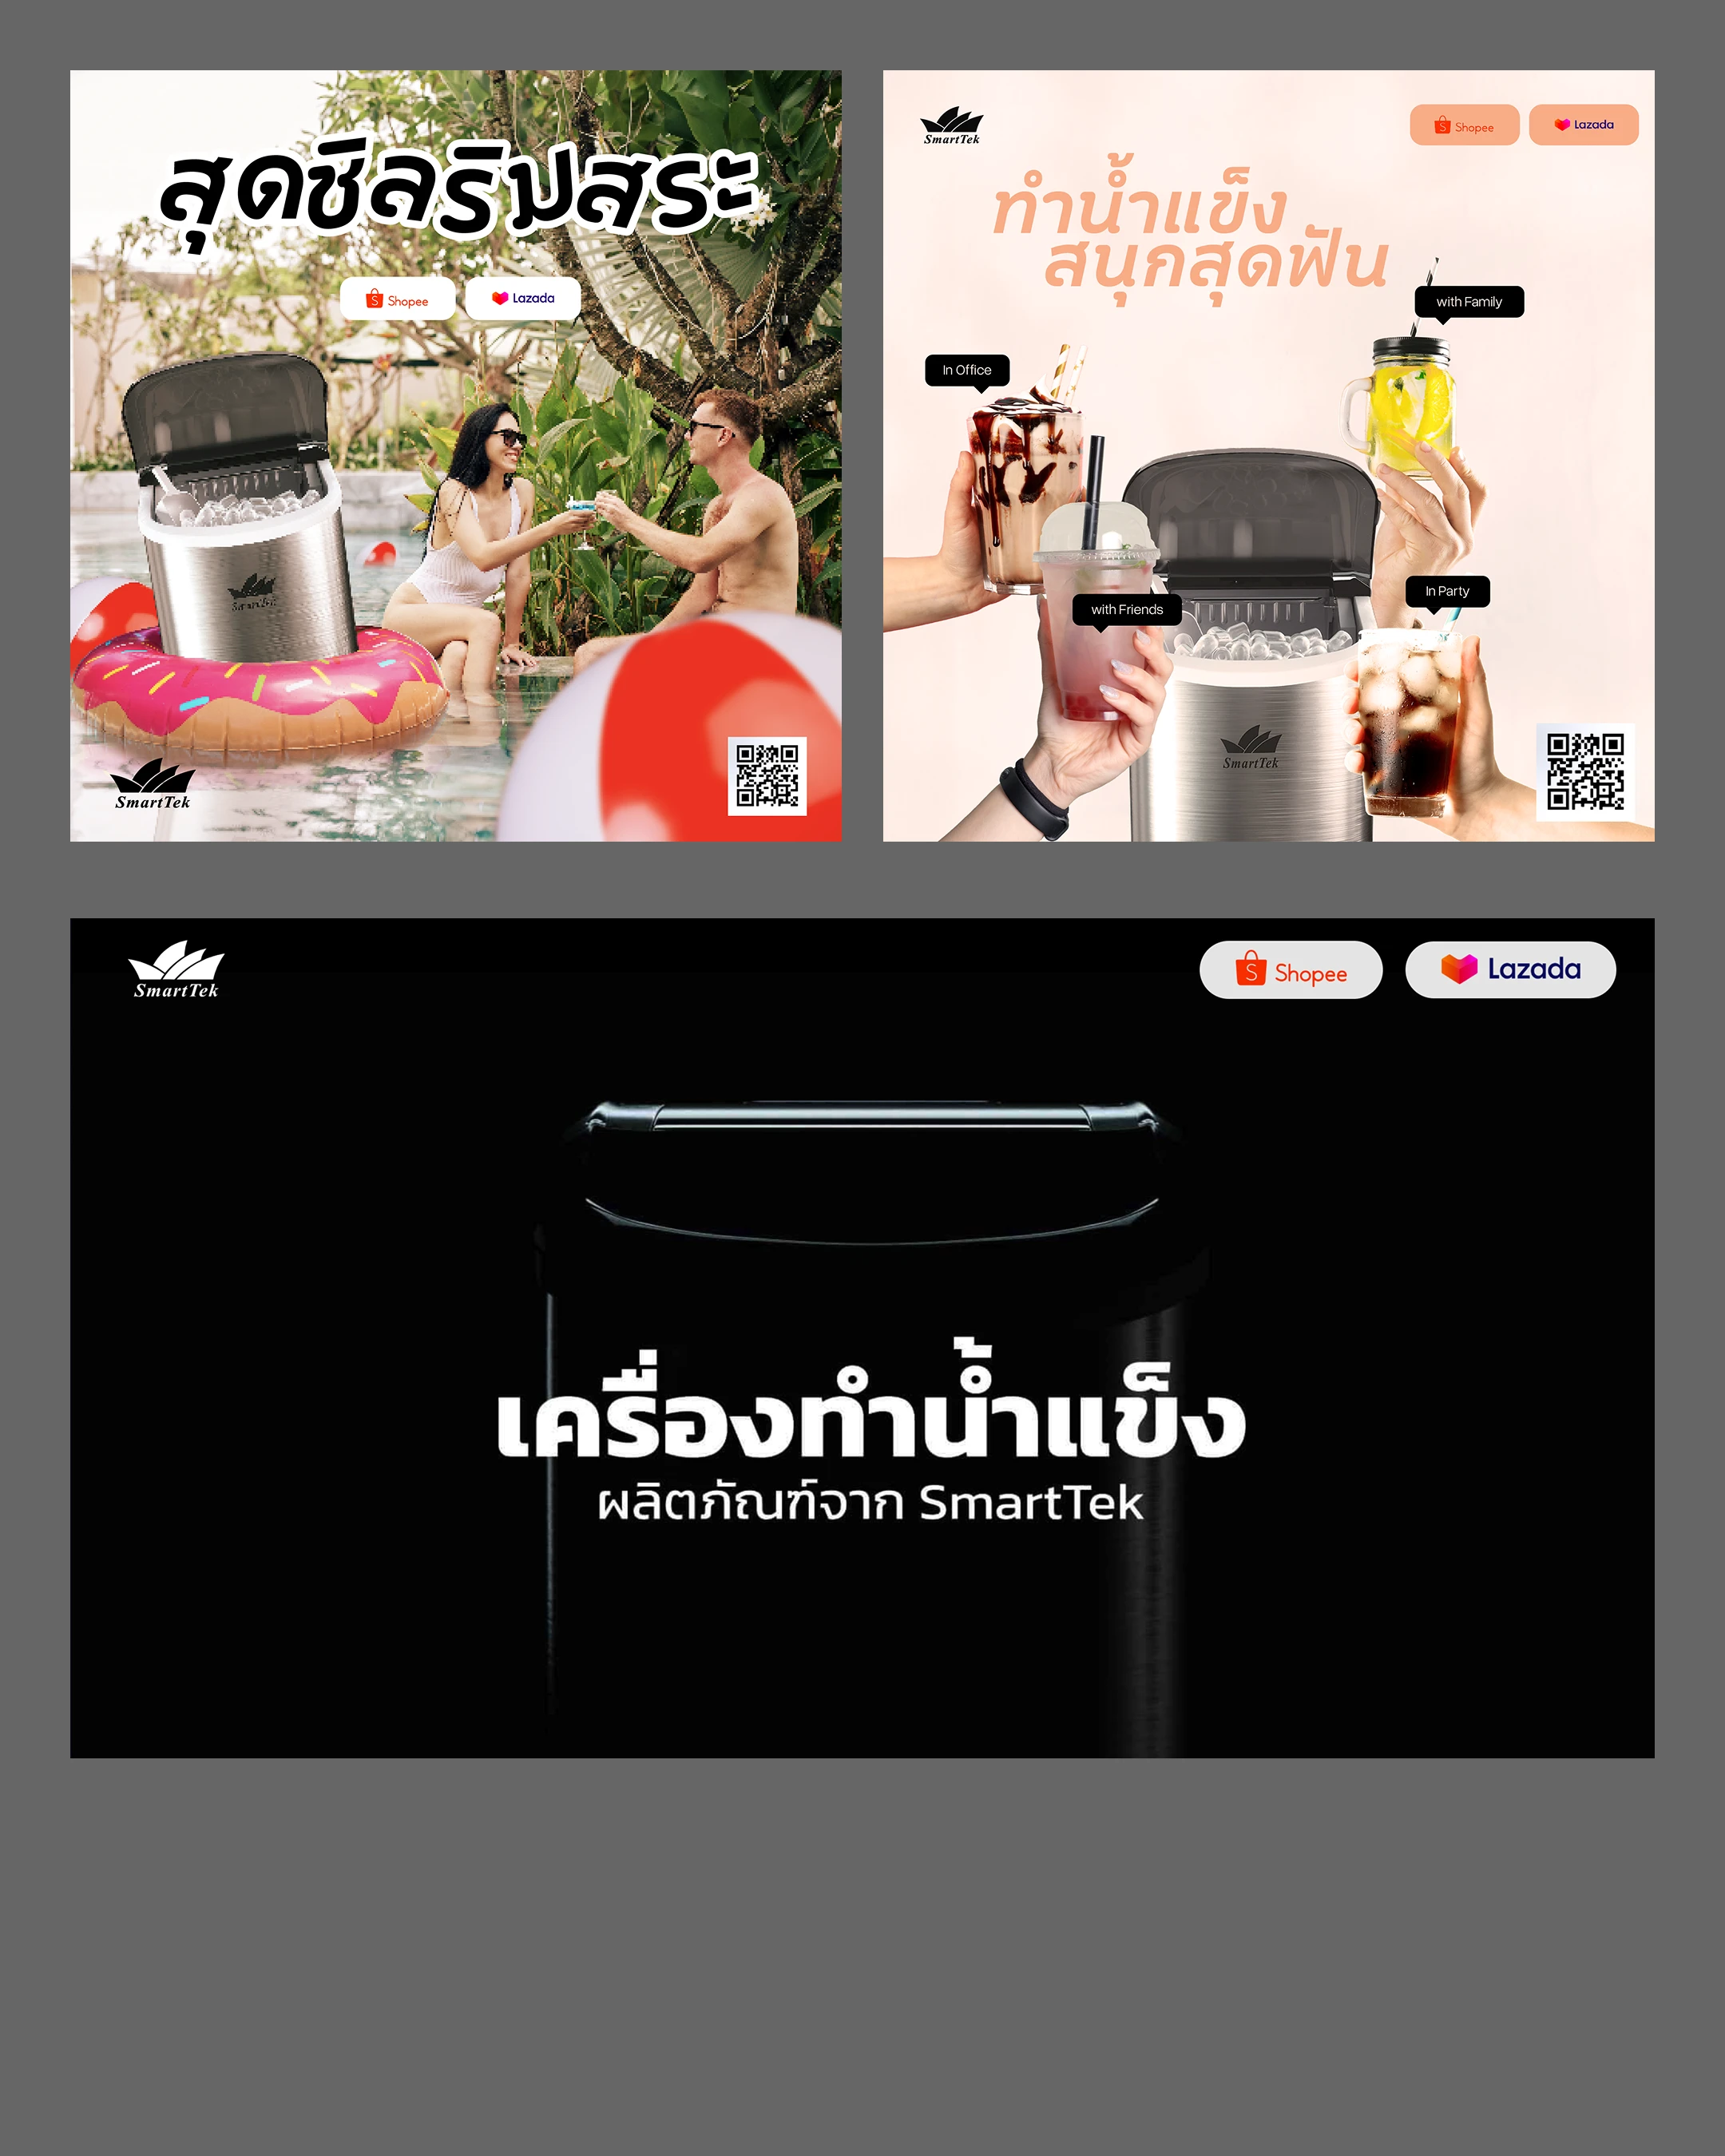 สุดชิลริมสระ
Shopee
Lazada
SmartTek
SmartTek
SmartTek
Shopee
Lazada
ทำน้ำแข็ง
สนุกสุดฟัน
with Family
In Office
In Party
with Friends
SmartTek
SmartTek
Shopee
Lazada
เครื่องทำน้ำแข็ง
ผลิตภัณฑ์จาก SmartTek